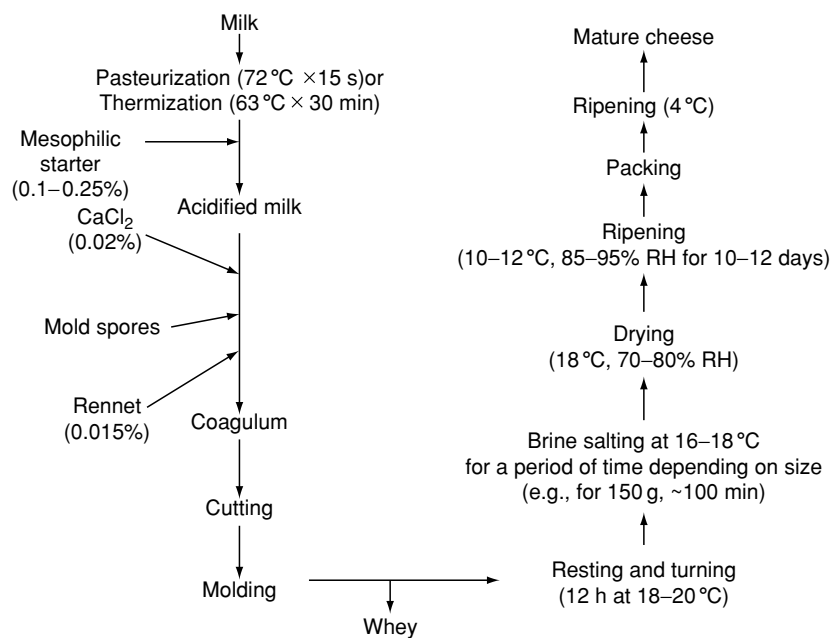 Milk
Pasteurization (72 °C ×15 s)or
Thermization (63 °C × 30 min)
Mesophilic
starter
(0.1–0.25%)
Acidified milk
CaCl₂
(0.02%)
Mold spores
Rennet
(0.015%)
Coagulum
Cutting
Molding
Whey
Resting and turning
(12 h at 18–20 °C)
Brine salting at 16–18 °C
for a period of time depending on size
(e.g., for 150 g, ~100 min)
Drying
(18 °C, 70–80% RH)
Ripening
(10–12 °C, 85–95% RH for 10–12 days)
Packing
Ripening (4 °C)
Mature cheese